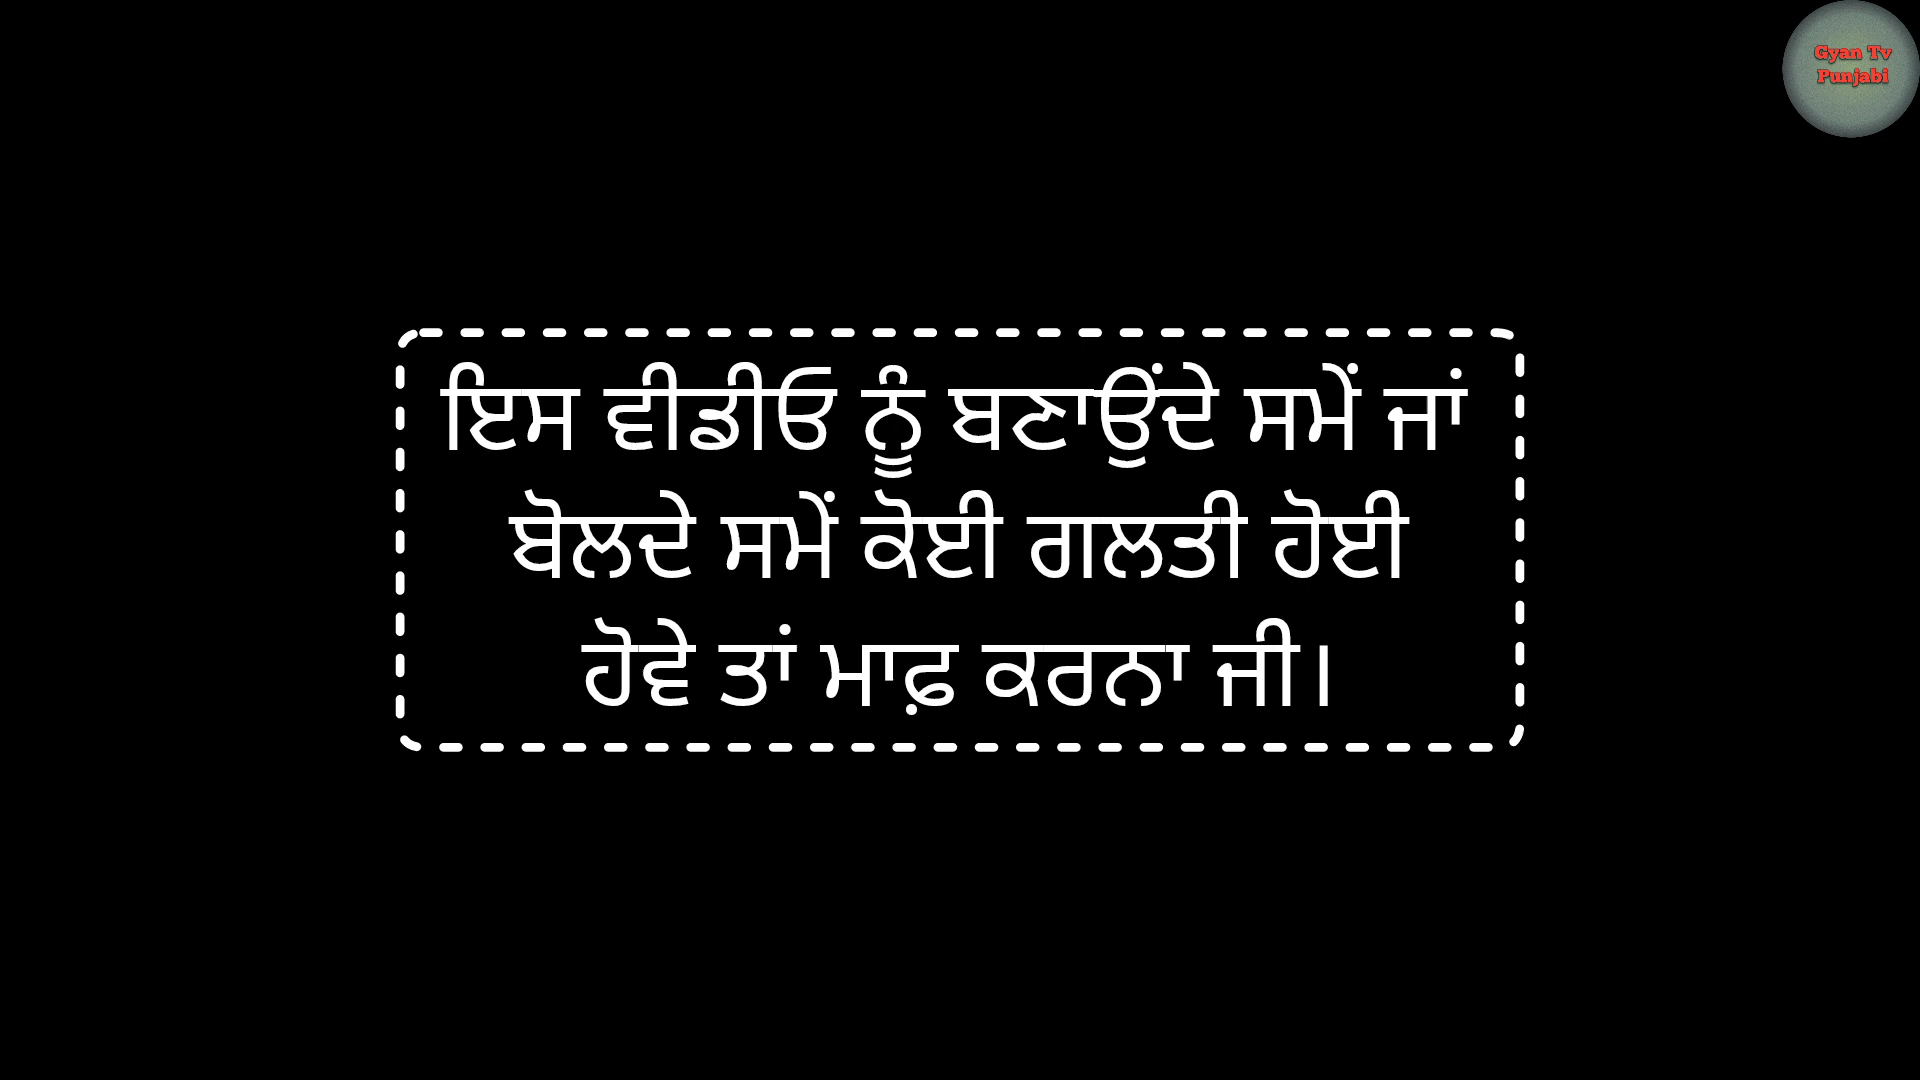 Gyan Tv
Punjabi
ਇਸ ਵੀਡੀਓ ਨੂੰ ਬਣਾਉਂਦੇ ਸਮੇਂ ਜਾਂ
ਬੋਲਦੇ ਸਮੇਂ ਕੋਈ ਗਲਤੀ ਹੋਈ
ਹੋਵੇ ਤਾਂ ਮਾਫ਼ ਕਰਨਾ ਜੀ।